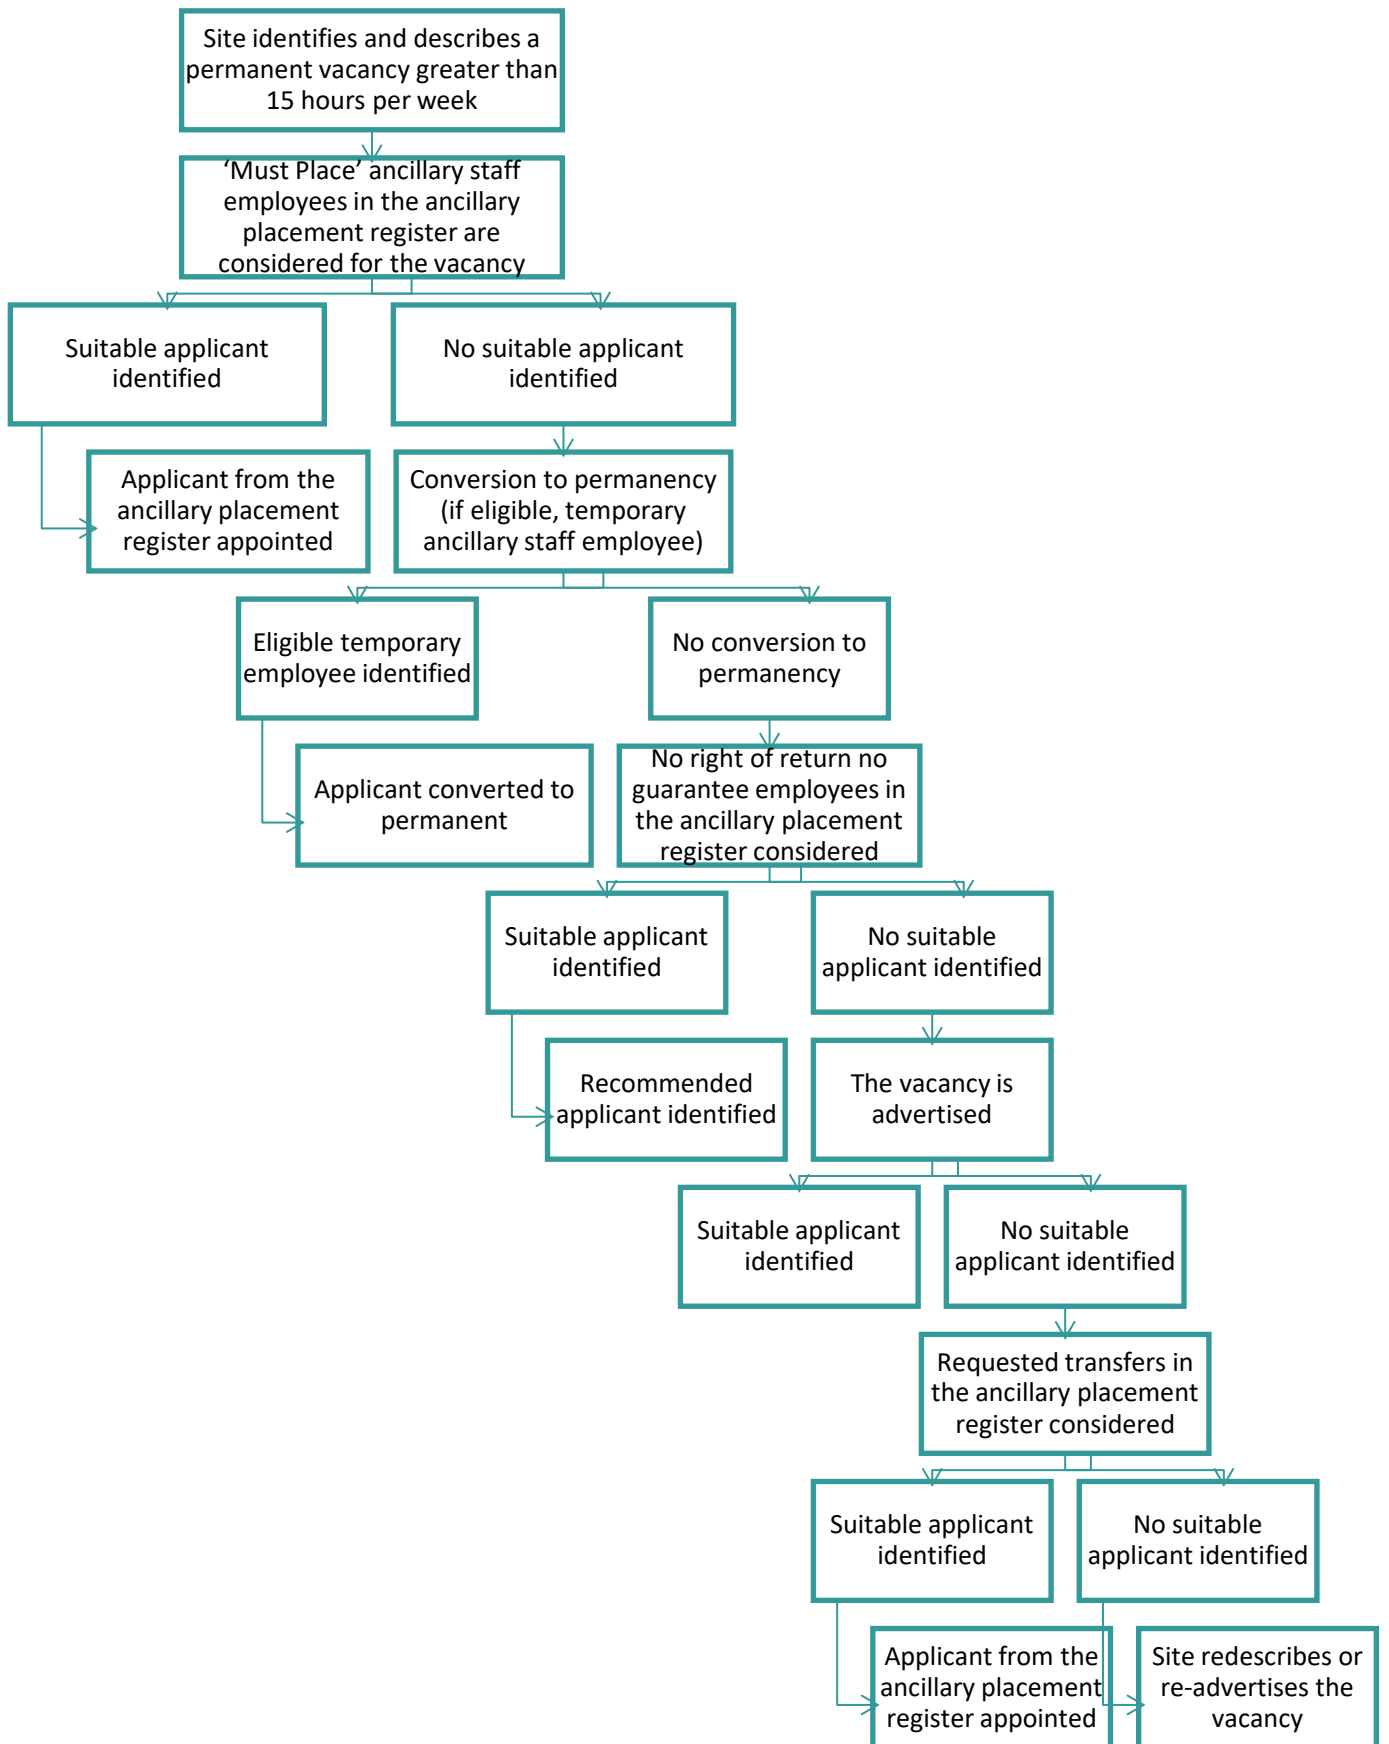 Site identifies and describes a
permanent vacancy greater than
15 hours per week
‘Must Place’ ancillary staff
employees in the ancillary
placement register are
considered for the vacancy
Suitable applicant
identified
No suitable applicant
identified
Applicant from the
ancillary placement
register appointed
Conversion to permanency
(if eligible, temporary
ancillary staff employee)
Eligible temporary
employee identified
No conversion to
permanency
Applicant converted to
permanent
No right of return no
guarantee employees in
the ancillary placement
register considered
Suitable applicant
identified
No suitable
applicant identified
Recommended
applicant identified
The vacancy is
advertised
Suitable applicant
identified
No suitable
applicant identified
Requested transfers in
the ancillary placement
register considered
Suitable applicant
identified
No suitable
applicant identified
Applicant from the
ancillary placement
register appointed
Site redescribes or
re-advertises the
vacancy